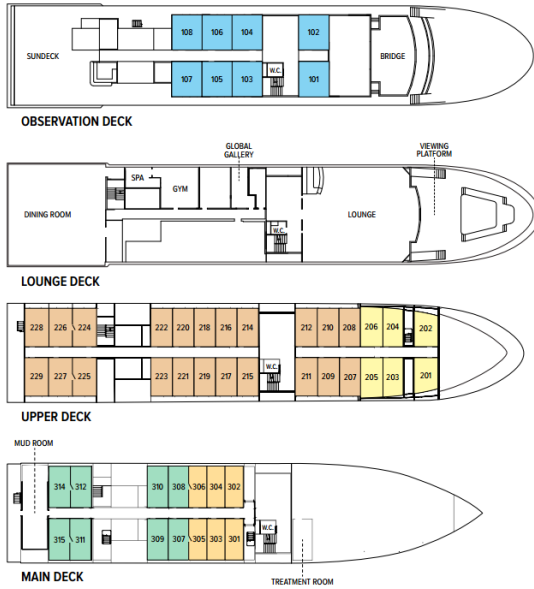 108 106 104 102
SUNDECK
BRIDGE
W.C.
107 105 103 101
OBSERVATION DECK
GLOBAL
GALLERY
VIEWING
PLATFORM
SPA
GYM
DINING ROOM
LOUNGE
W.C.
LOUNGE DECK
228 226 224 222 220 218 216 214 212 210 208 206 204 202
W.C.
229 227 225 223 221 219 217 215 211 209 207 205 203 201
UPPER DECK
MUD ROOM
314 312 310 308 306 304 302
W.C.
315 311 309 307 305 303 301
MAIN DECK
TREATMENT ROOM